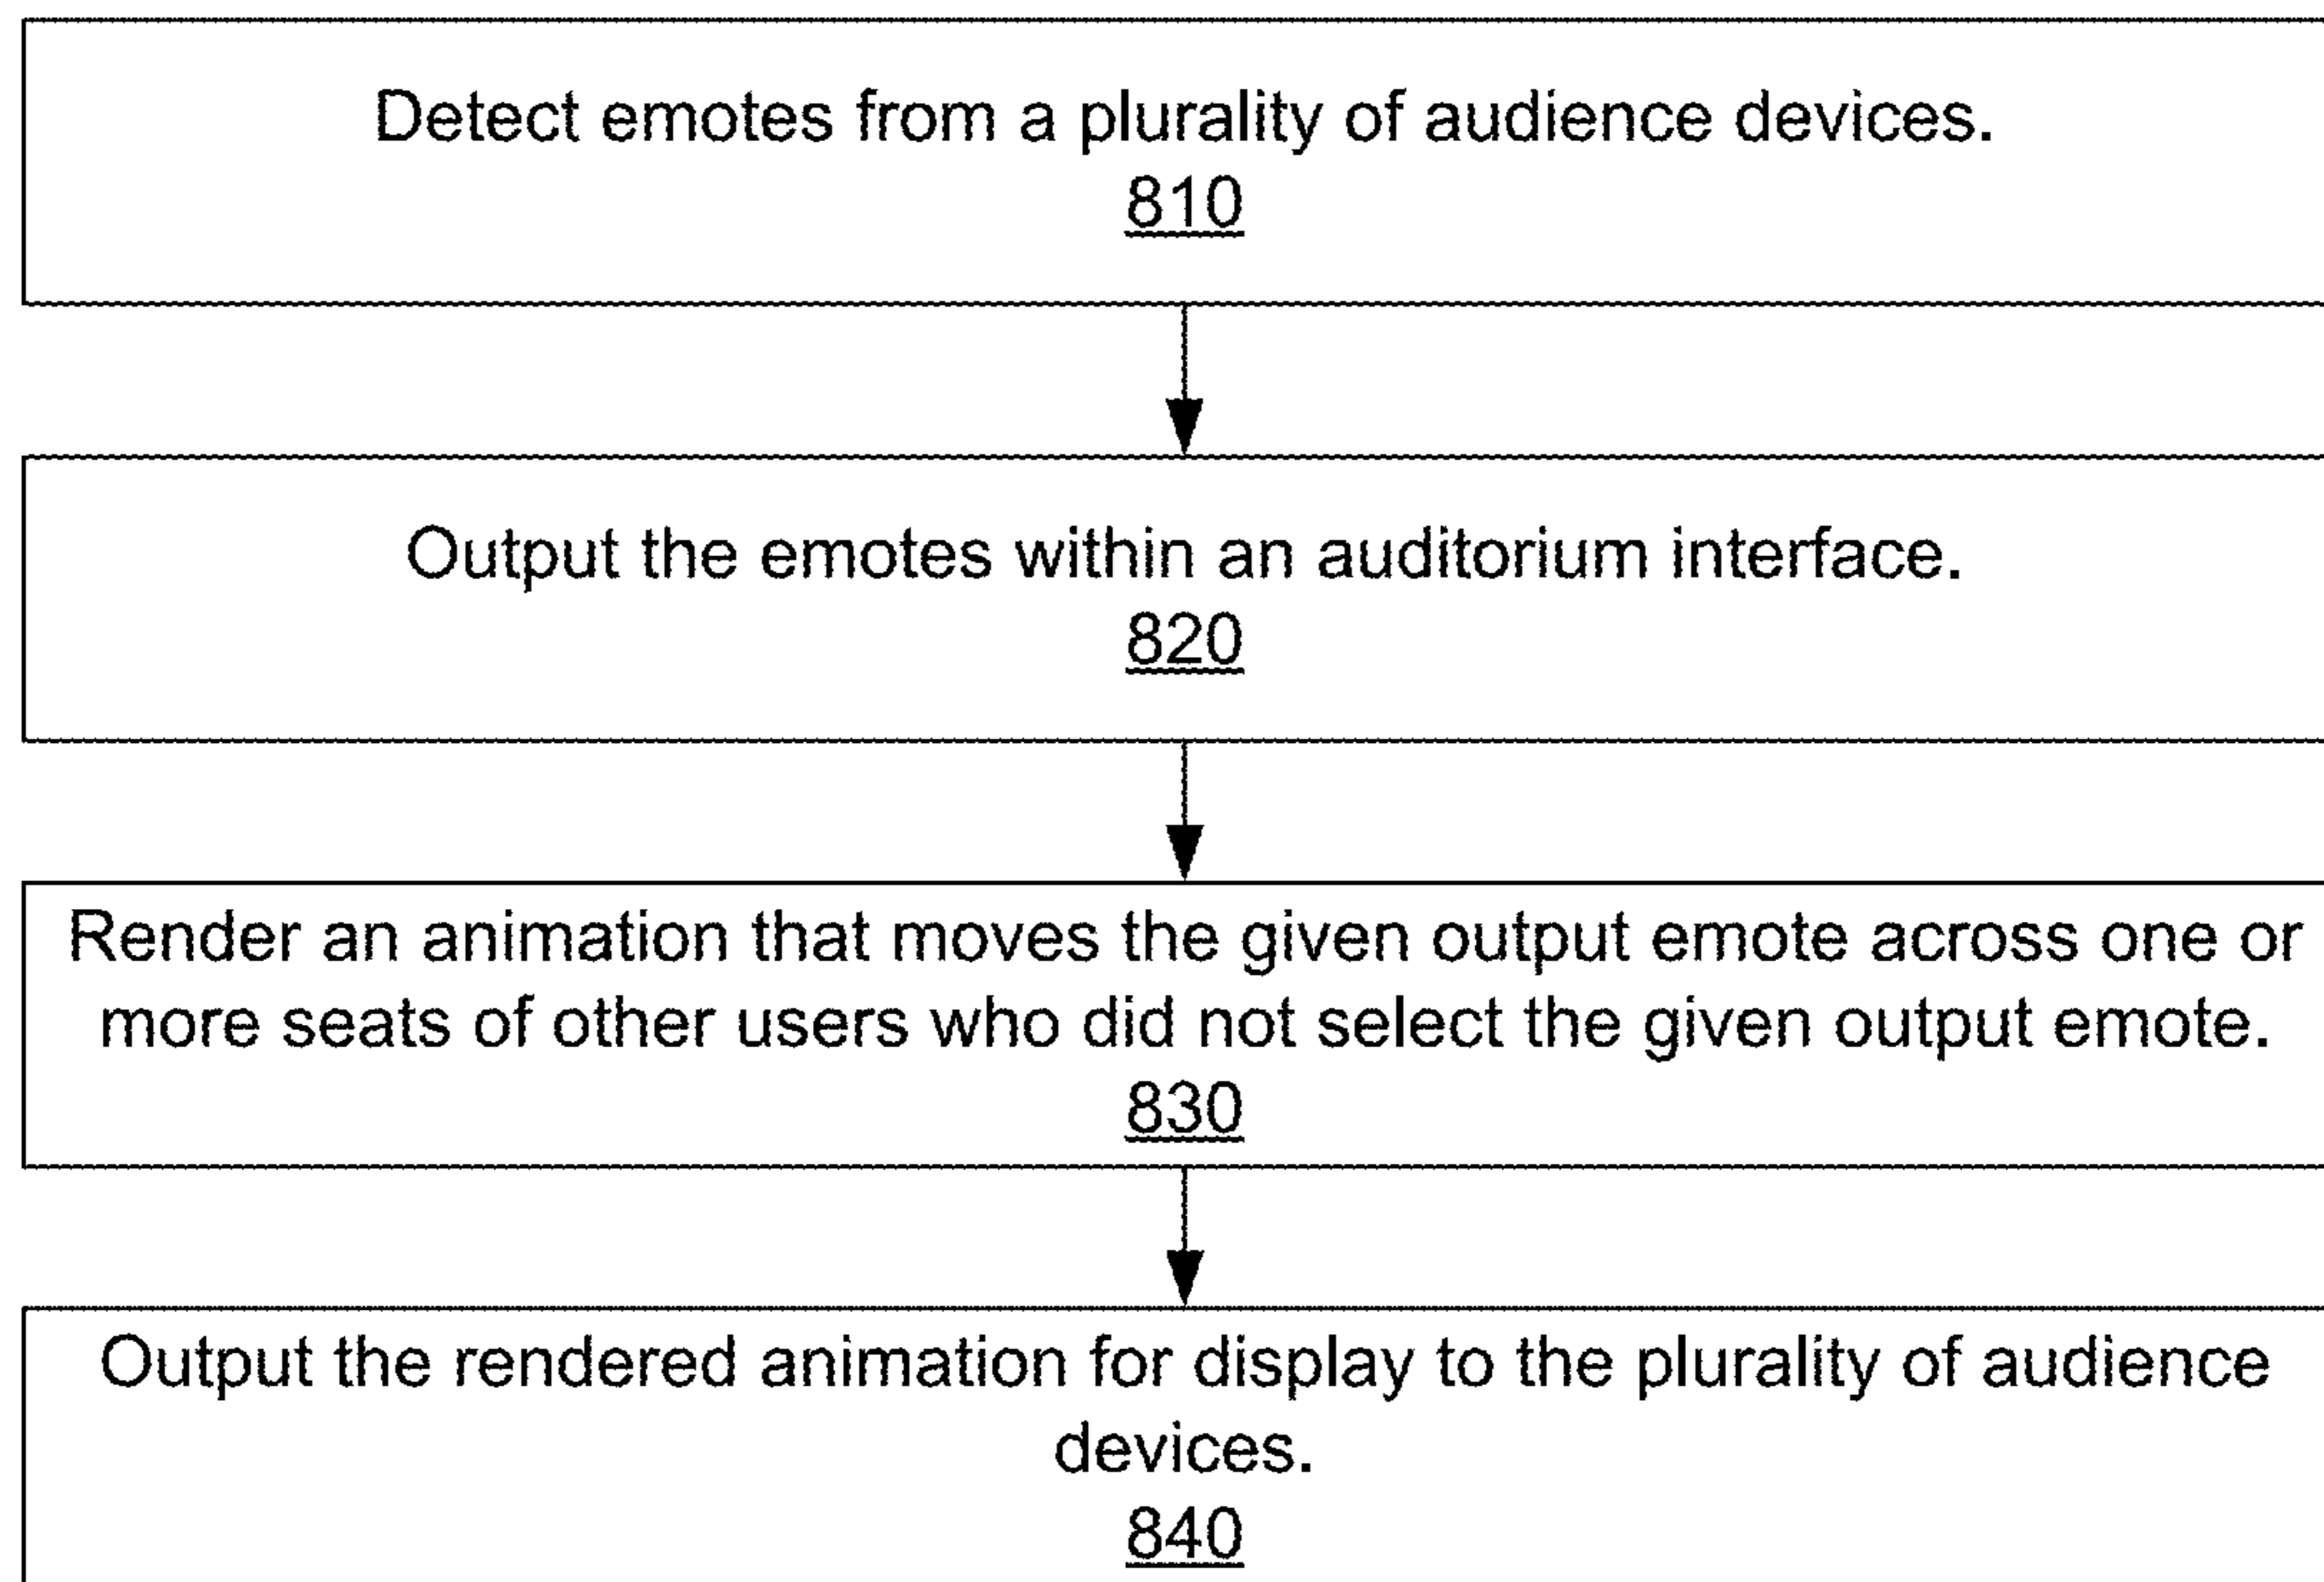 Detect emotes from a plurality of audience devices.
810
Output the emotes within an auditorium interface.
820
Render an animation that moves the given output emote across one or
more seats of other users who did not select the given output emote.
830
Output the rendered animation for display to the plurality of audience
devices.
840